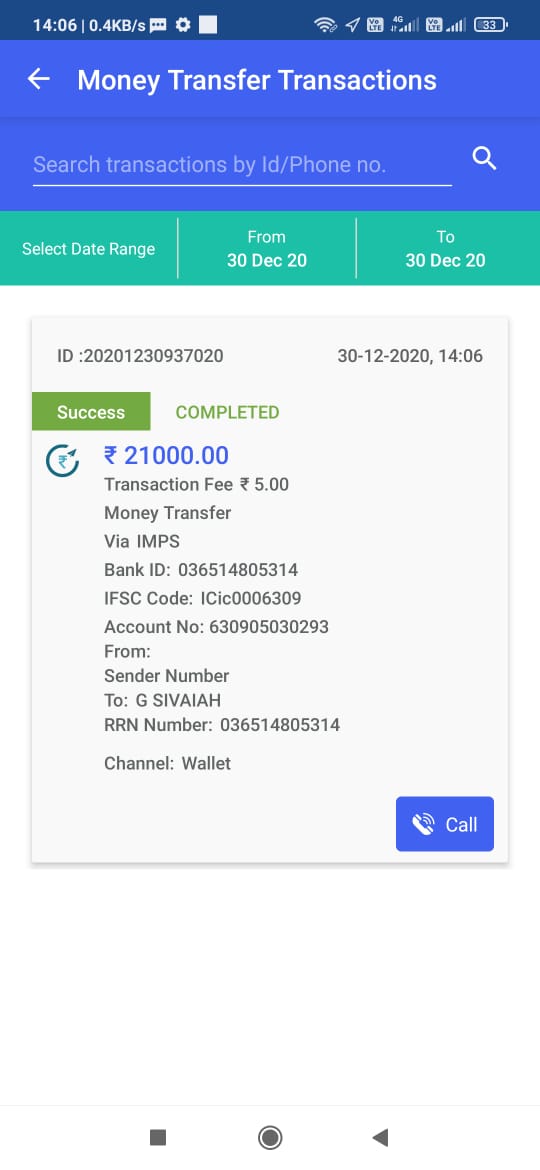 14:06 | 0.4KB/s 4G Vo LTE Vo LTE 33
Money Transfer Transactions
Search transactions by Id/Phone no.
Select Date Range
From
30 Dec 20
To
30 Dec 20
ID :20201230937020 30-12-2020, 14:06
Success COMPLETED
₹ 21000.00
Transaction Fee ₹ 5.00
Money Transfer
Via IMPS
Bank ID: 036514805314
IFSC Code: ICic0006309
Account No: 630905030293
From:
Sender Number
To: G SIVAIAH
RRN Number: 036514805314
Channel: Wallet
Call